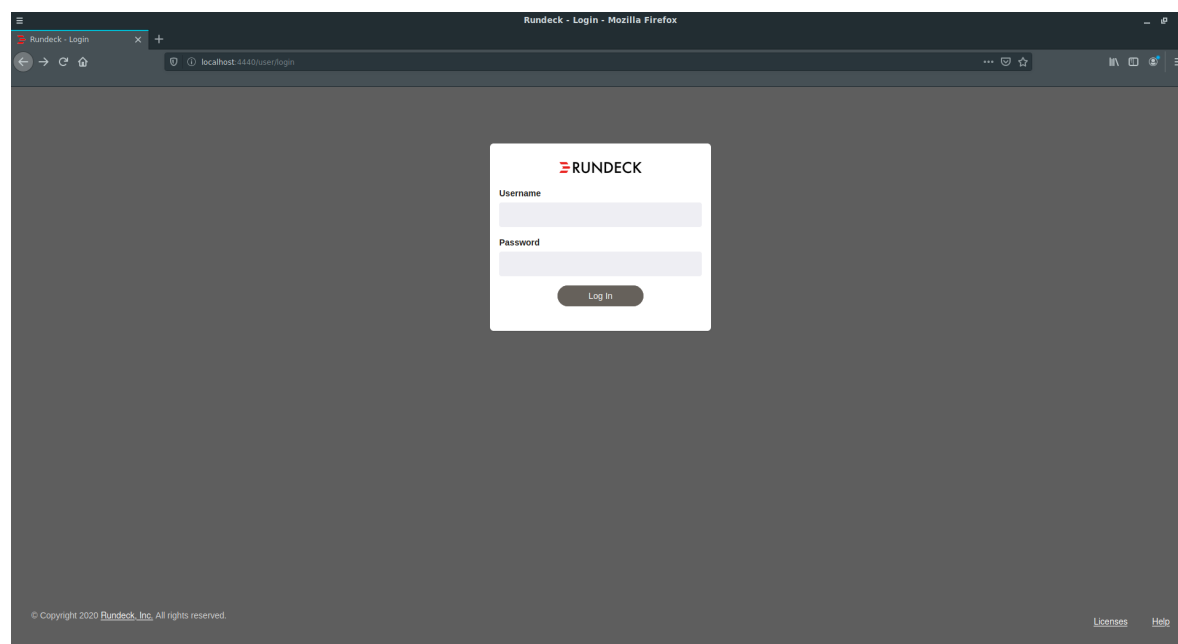 Rundeck - Login - Mozilla Firefox
Rundeck - Login
localhost:4440/user/login
RUNDECK
Username
Password
Log In
© Copyright 2020 Rundeck, Inc. All rights reserved.
Licenses Help